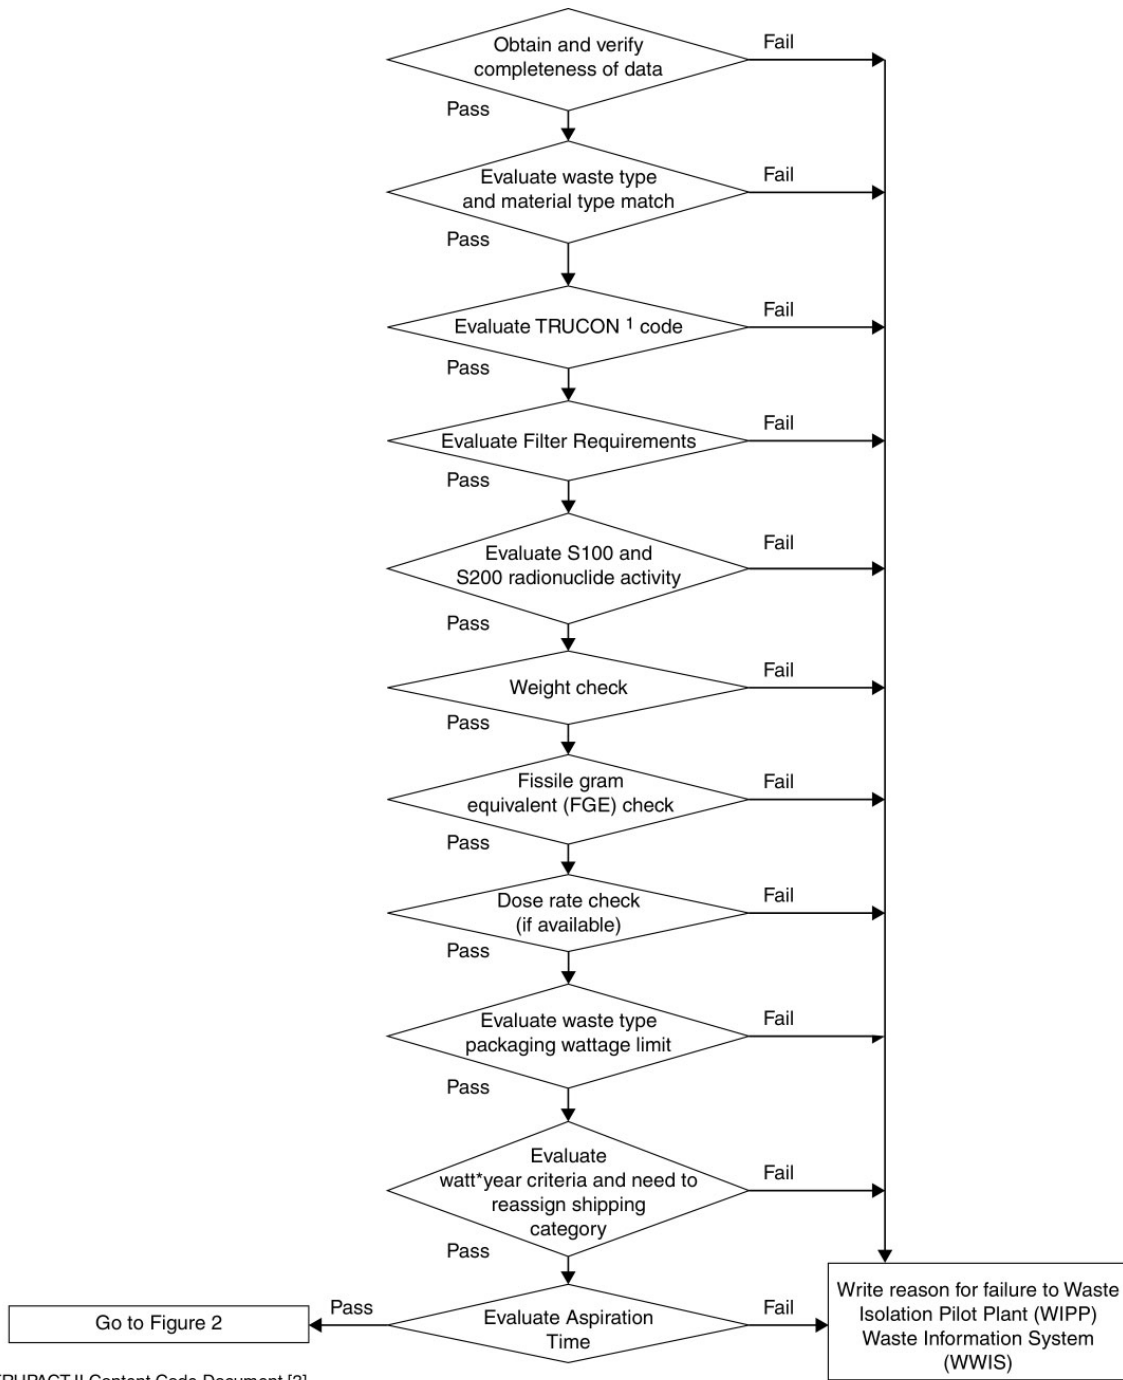 Obtain and verify
completeness of data
Fail
Pass
Evaluate waste type
and material type match
Fail
Pass
Evaluate TRUCON 1 code
Fail
Pass
Evaluate Filter Requirements
Fail
Pass
Evaluate S100 and
S200 radionuclide activity
Fail
Pass
Weight check
Fail
Pass
Fissile gram
equivalent (FGE) check
Fail
Pass
Dose rate check
(if available)
Fail
Pass
Evaluate waste type
packaging wattage limit
Fail
Pass
Evaluate
watt*year criteria and need to
reassign shipping
category
Fail
Pass
Evaluate Aspiration
Time
Pass
Go to Figure 2
Fail
Write reason for failure to Waste
Isolation Pilot Plant (WIPP)
Waste Information System
(WWIS)
II Content Code Document [2]